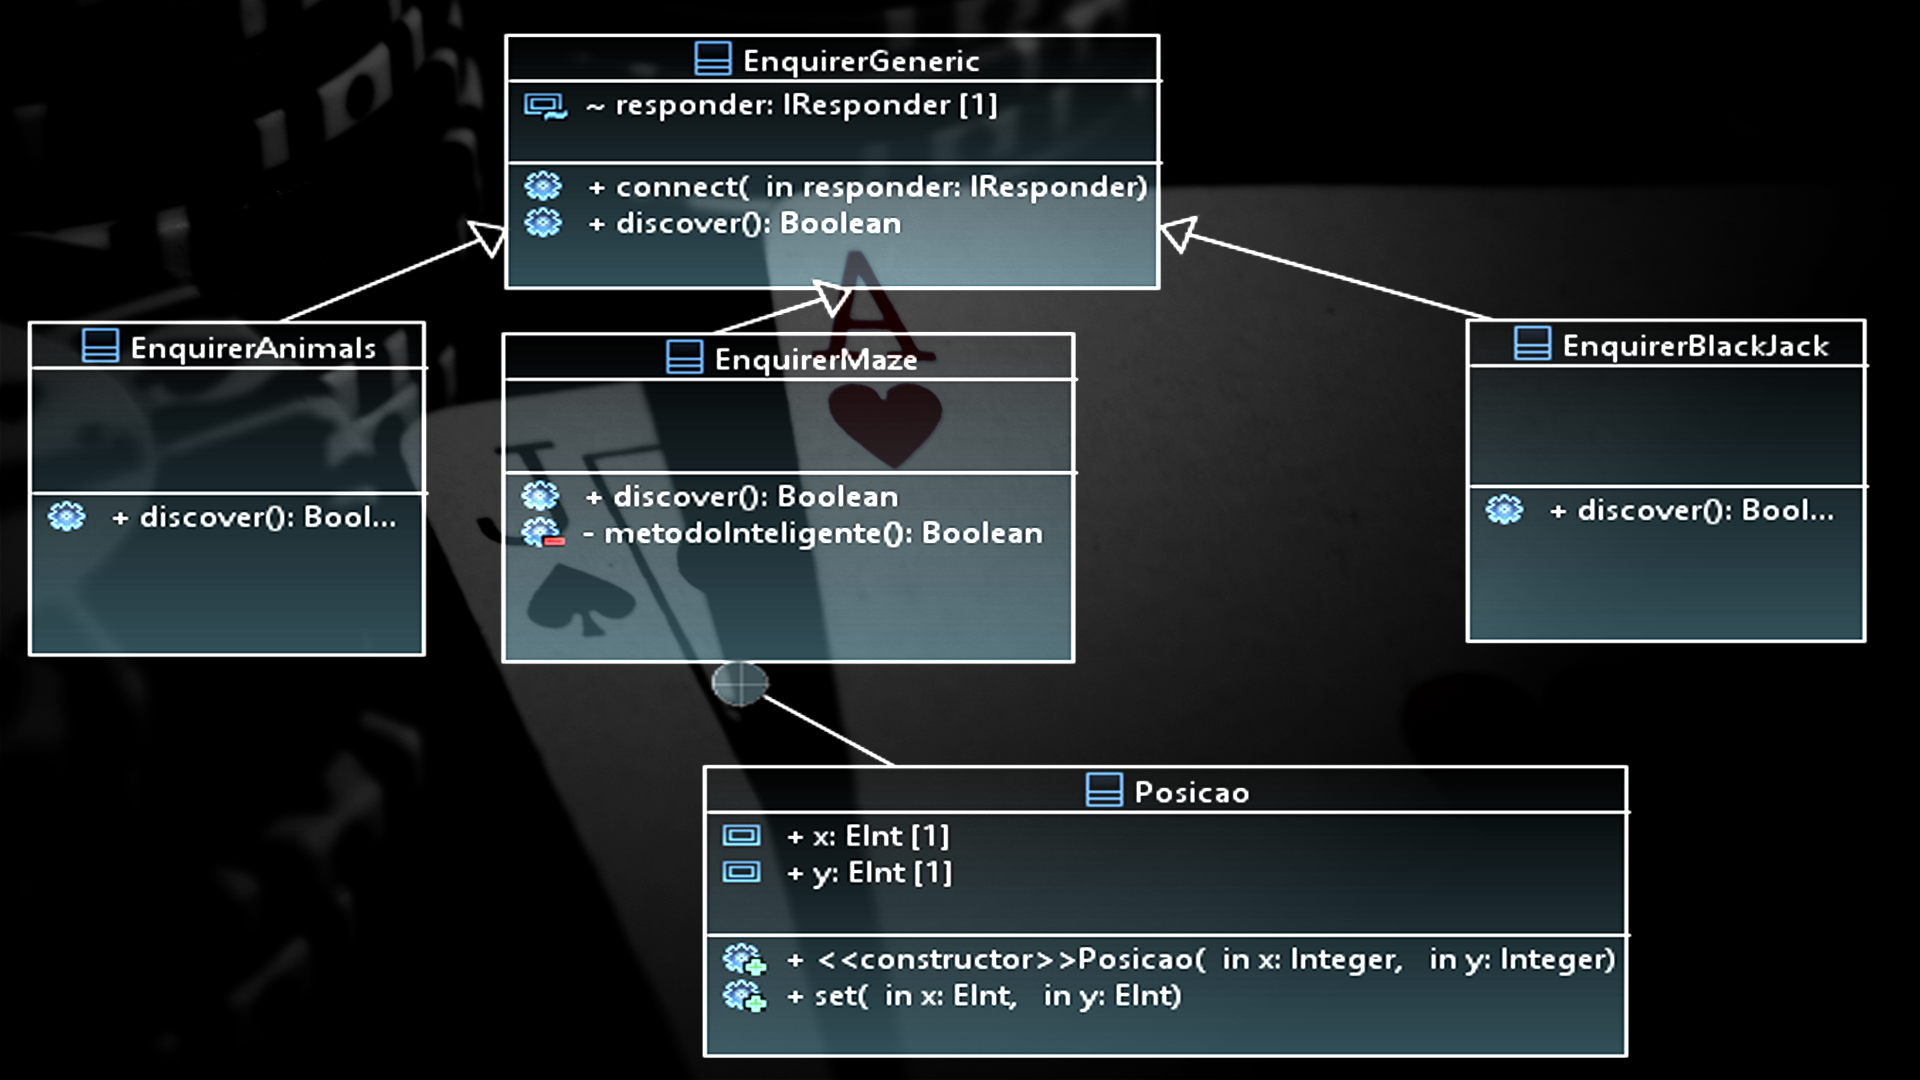 EnquirerGeneric
~ responder: IResponder [1]
+ connect( in responder: IResponder)
+ discover(): Boolean
EnquirerAnimals
+ discover(): Bool...
EnquirerMaze
+ discover(): Boolean
- metodoInteligente(): Boolean
EnquirerBlackJack
+ discover(): Bool...
A
J
Posicao
+ x: EInt [1]
+ y: EInt [1]
+ <<constructor>>Posicao( in x: Integer, in y: Integer)
+ set( in x: EInt, in y: EInt)